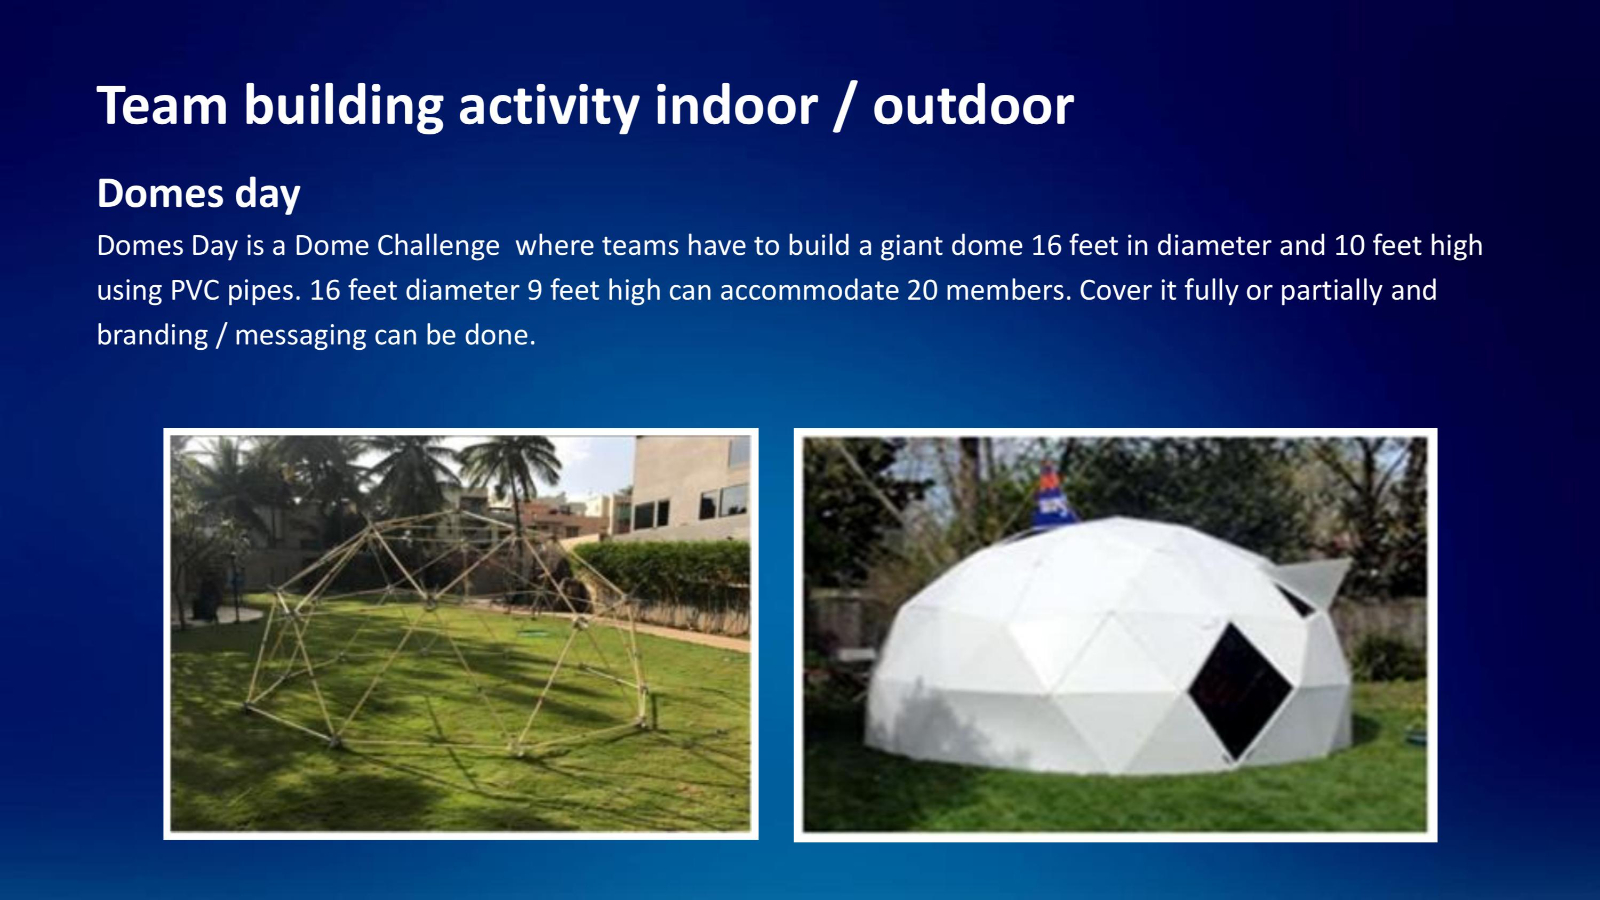 Team building activity indoor / outdoor
Domes day
Domes Day is a Dome Challenge  where teams have to build a giant dome 16 feet in diameter and 10 feet high
using PVC pipes. 16 feet diameter 9 feet high can accommodate 20 members. Cover it fully or partially and
branding / messaging can be done.